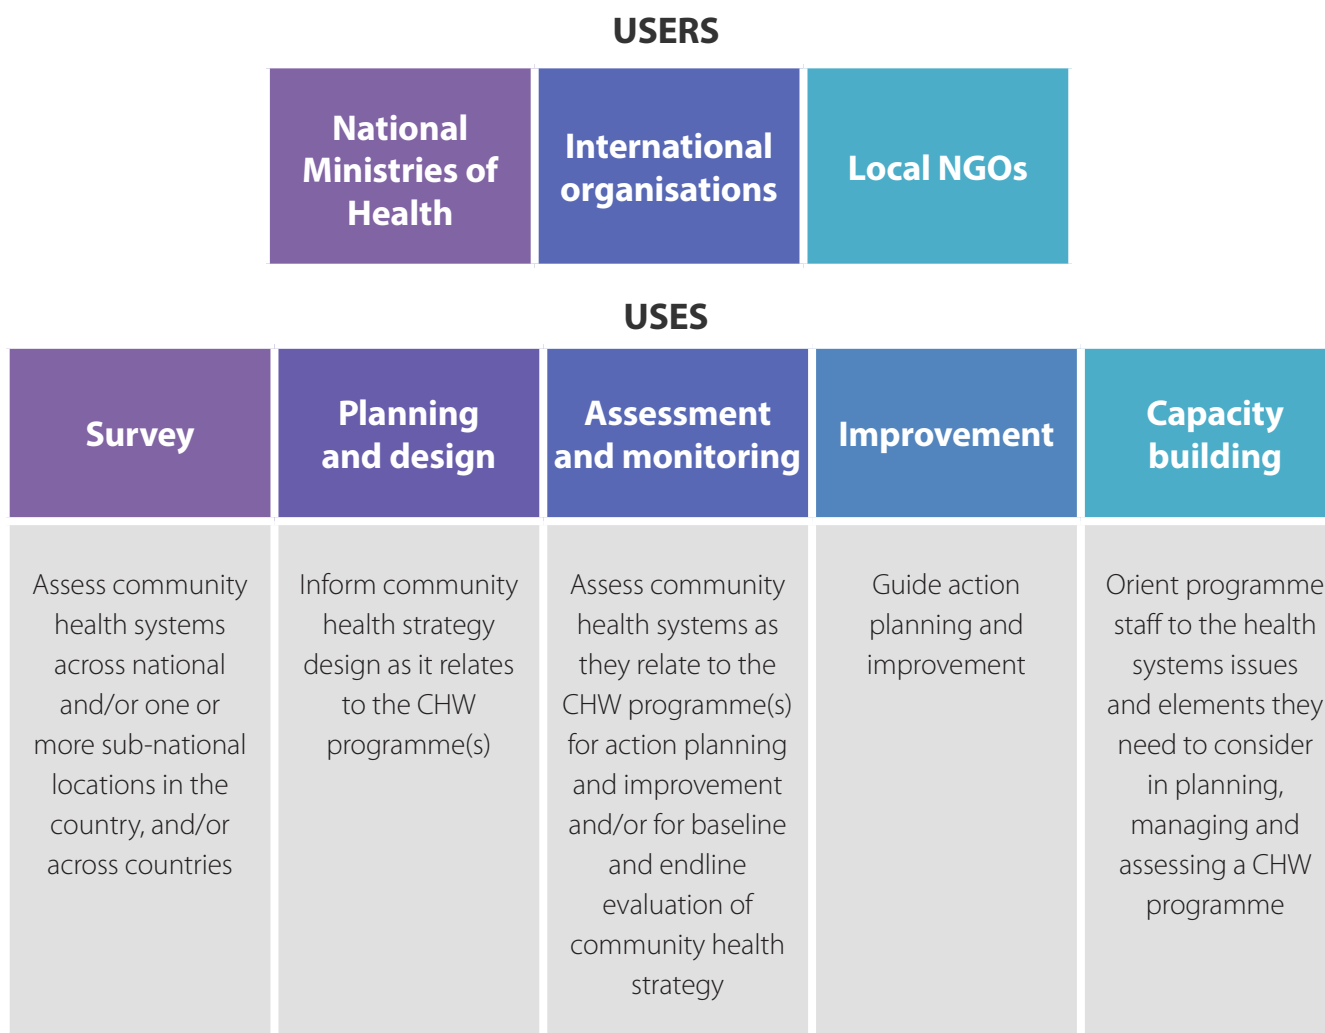 USERS
National
Ministries of
Health
International
organisations
Local NGOs
USES
Survey
Planning
and design
Assessment
and monitoring
Improvement
Capacity
building
Assess community
health systems
across national
and/or one or
more sub-national
locations in the
country, and/or
across countries
Inform community
health strategy
design as it relates
to the CHW
programme(s)
Assess community
health systems as
they relate to the
CHW programme(s)
for action planning
and improvement
and/or for baseline
and endline
evaluation of
community health
strategy
Guide action
planning and
improvement
Orient programme
staff to the health
systems issues
and elements they
need to consider
in planning,
managing and
assessing a CHW
programme